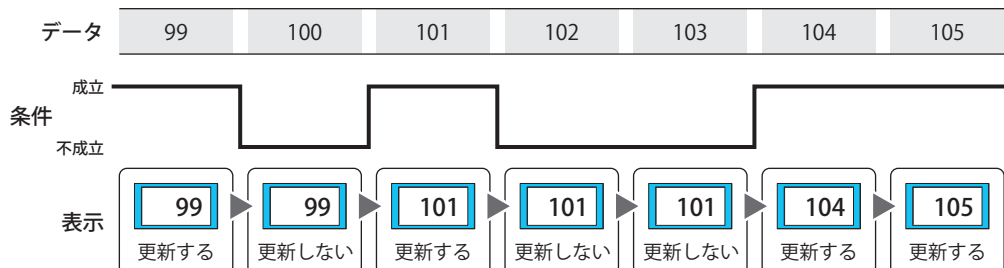 データ 99 100 101 102 103 104 105
成立
条件
不成立
表示 99 99 101 101 101 104 105
更新する 更新しない 更新する 更新しない 更新しない 更新する 更新する